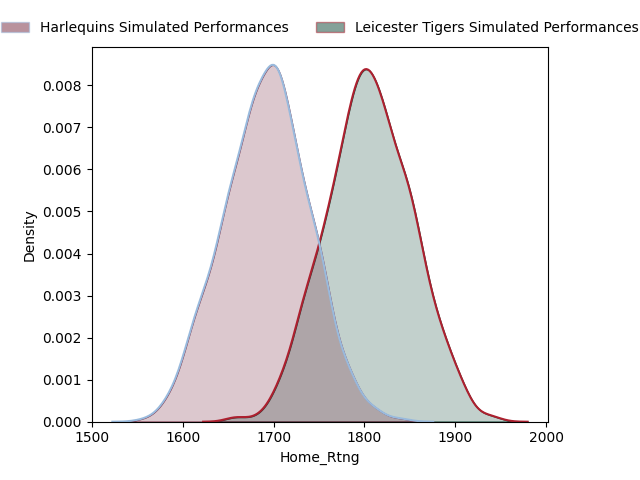 Harlequins Simulated Performances Leicester Tigers Simulated Performances
0.008
0.007
0.006
0.005
0.004
0.003
0.002
0.001
0.000
Density
1500 1600 1700 1800 1900 2000
Home_Rtng